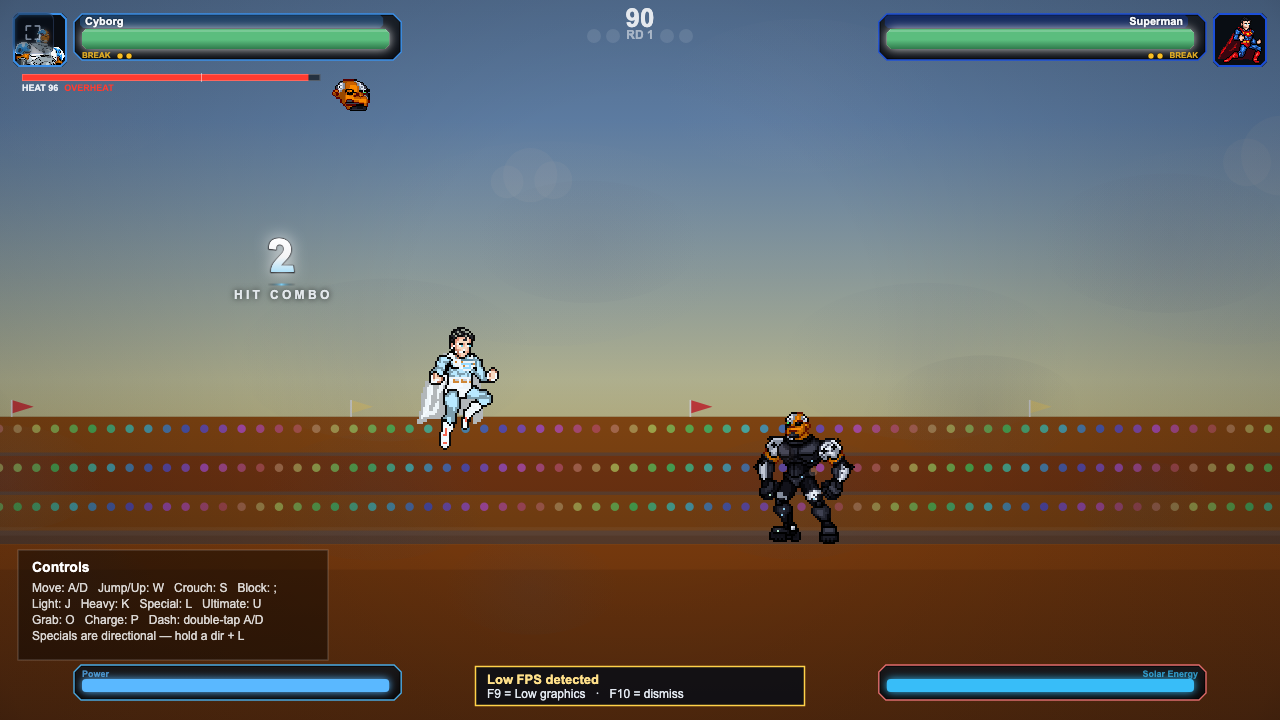 Cyborg
BREAK
HEAT 96 OVERHEAT
90
RD 1
Superman
BREAK
2
HIT COMBO
Controls
Move: A/D Jump/Up: W Crouch: S Block: ;
Light: J Heavy: K Special: L Ultimate: U
Grab: O Charge: P Dash: double-tap A/D
Specials are directional — hold a dir + L
Power
Low FPS detected
F9 = Low graphics · F10 = dismiss
Solar Energy